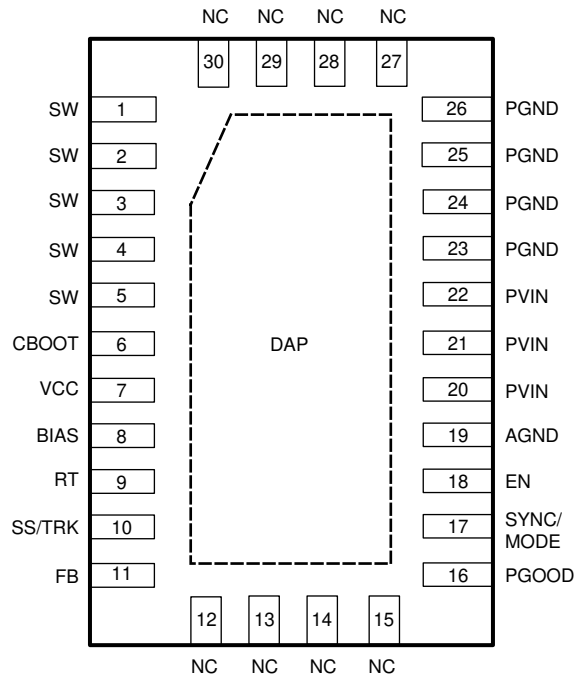 NC NC NC NC
30 29 28 27
SW 1 26 PGND
SW 2 25 PGND
SW 3 24 PGND
SW 4 23 PGND
SW 5 22 PVIN
CBOOT 6 DAP 21 PVIN
VCC 7 20 PVIN
BIAS 8 19 AGND
RT 9 18 EN
SS/TRK 10 17 SYNC/
MODE
FB 11 16 PGOOD
12 13 14 15
NC NC NC NC